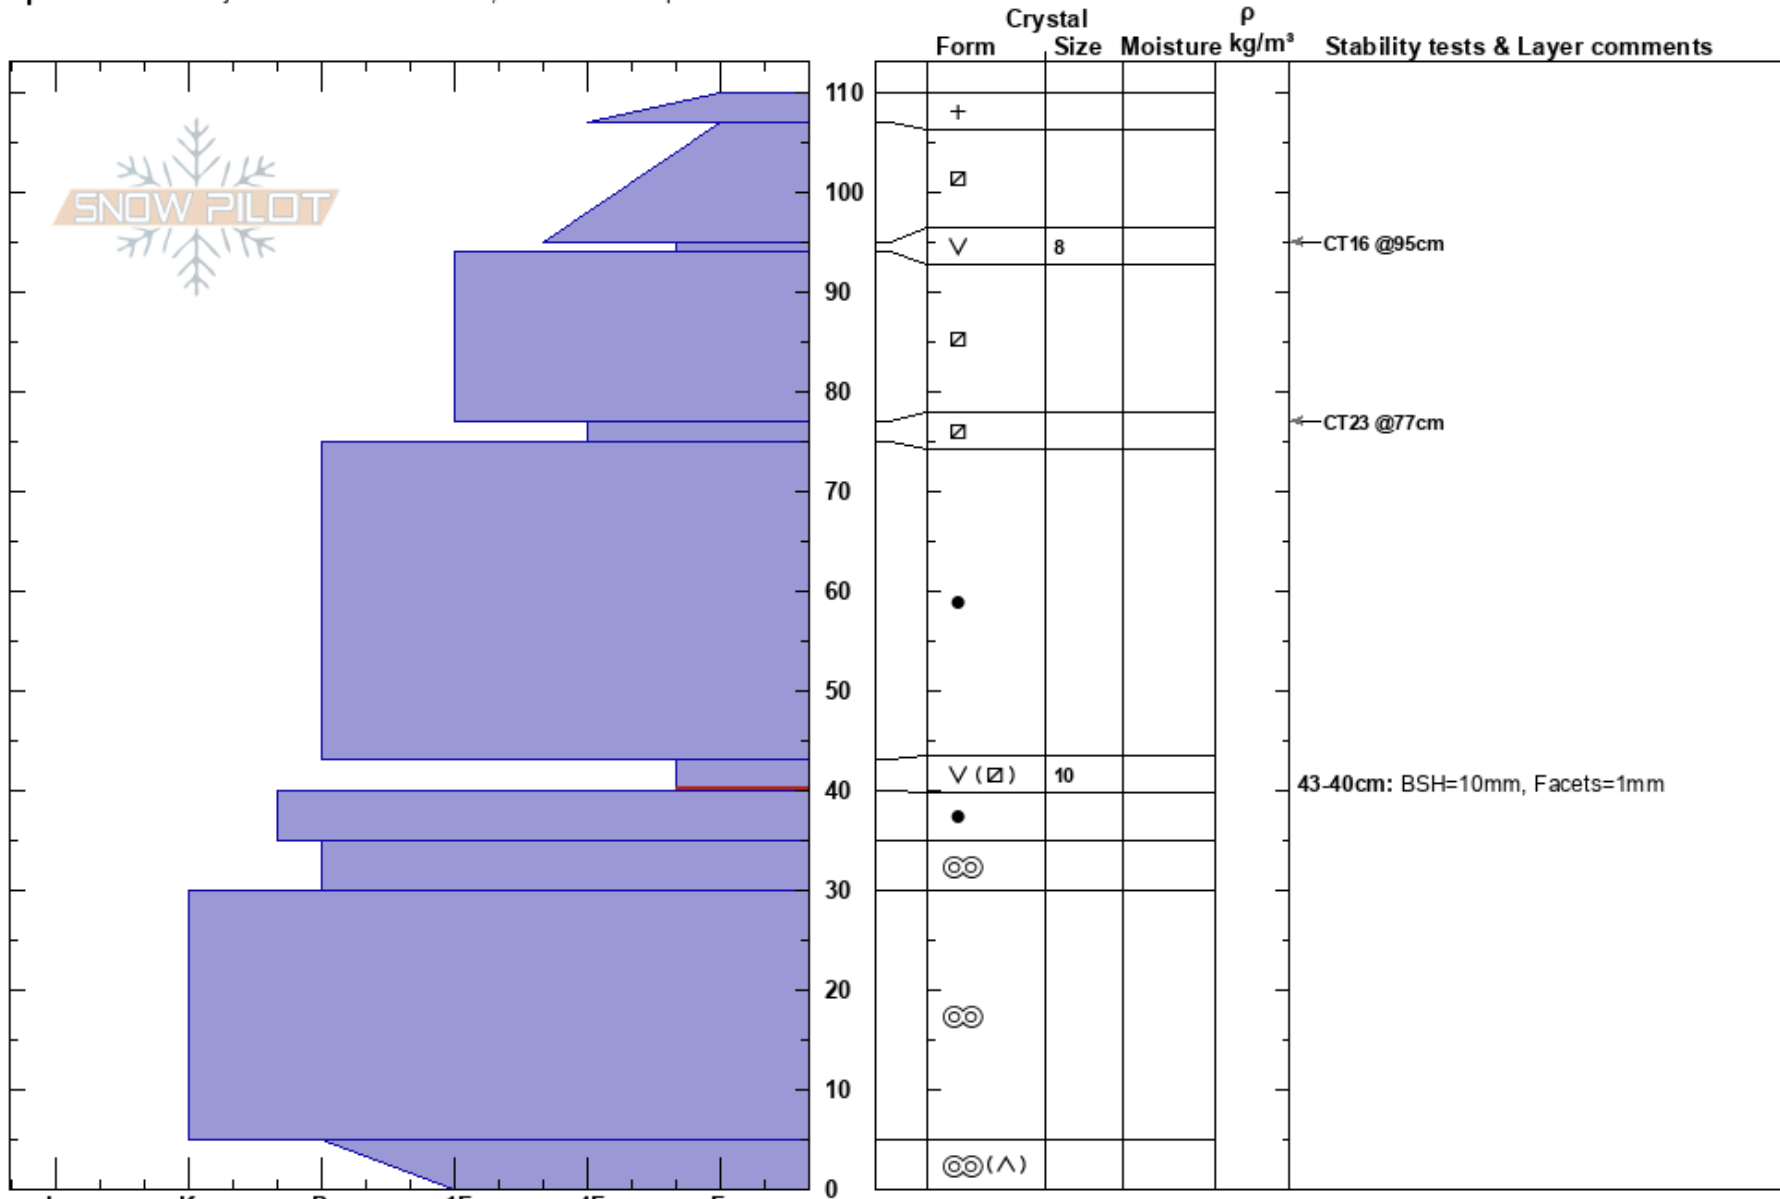 Crystal ρ
Form Size Moisture kg/m³ Stability tests & Layer comments
SNOW PILOT
110
100
90
80
70
60
50
40
30
20
10
0
8
CT16 @95cm
CT23 @77cm
10
43-40cm: BSH=10mm, Facets=1mm